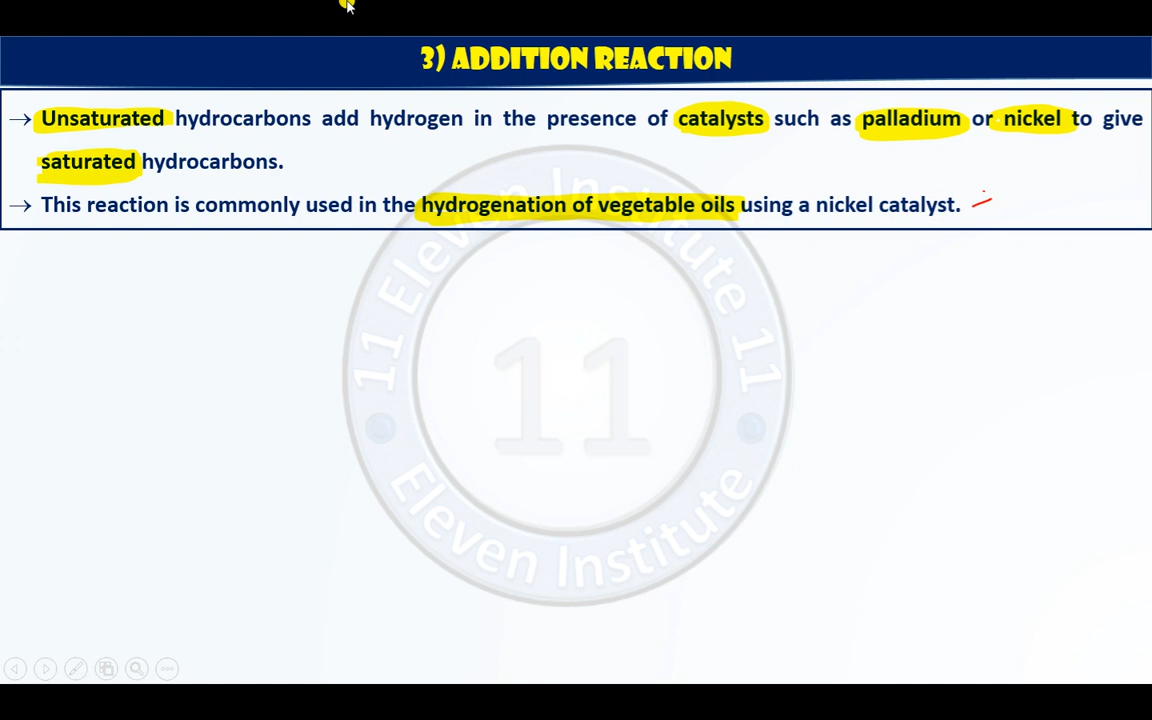 3) ADDITION REACTION
→ Unsaturated hydrocarbons add hydrogen in the presence of catalysts such as palladium or nickel to give
saturated hydrocarbons.
→ This reaction is commonly used in the hydrogenation of vegetable oils using a nickel catalyst.
11 Eleven Institute 11
11
Eleven Institute